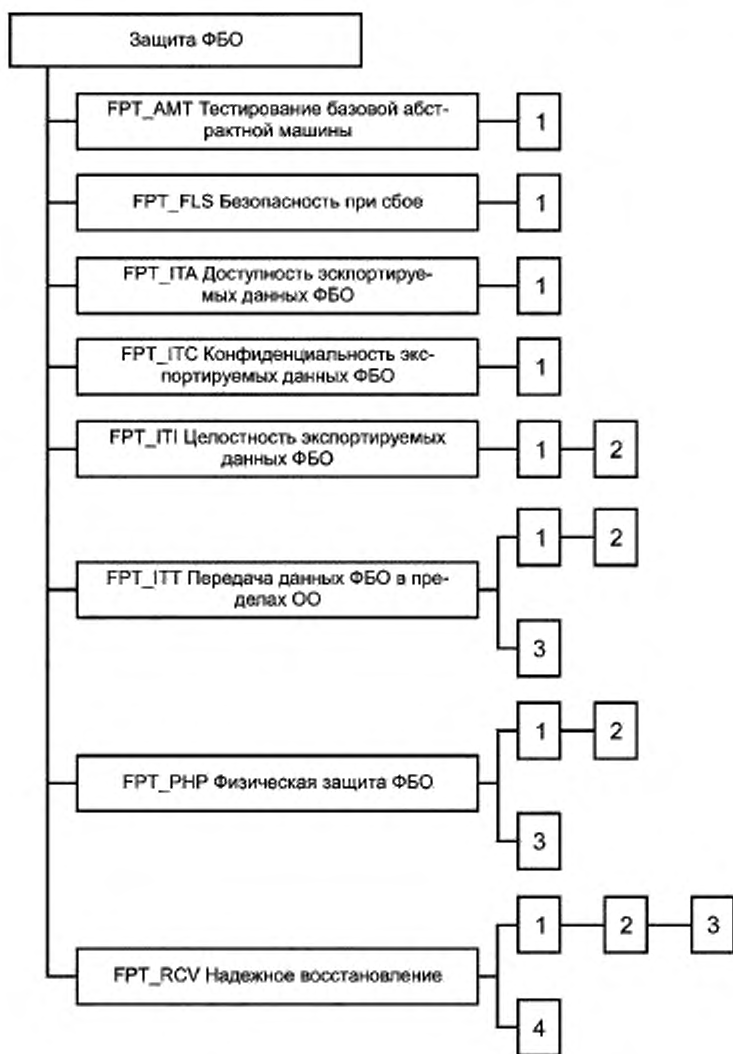 Защита ФБО
FPT_AMT Тестирование базовой абст-
рактной машины
1
FPT_FLS Безопасность при сбое
1
FPT_ITA Доступность эскпортируе-
мых данных ФБО
1
FPT_ITC Конфиденциальность экс-
портируемых данных ФБО
1
FPT_ITI Целостность экспортируемых
данных ФБО
1 2
1 2
FPT_ITT Передача данных ФБО в пре-
делах ОО
3
1 2
FPT_PHP Физическая защита ФБО
3
1 2 3
FPT_RCV Надежное восстановление
4